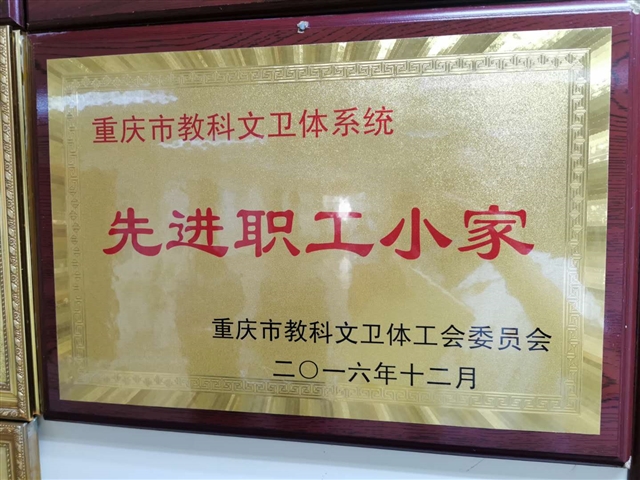 重庆市教科文卫体系统
先进职工小家
重庆市教科文卫体工会委员会
二〇一六年十二月